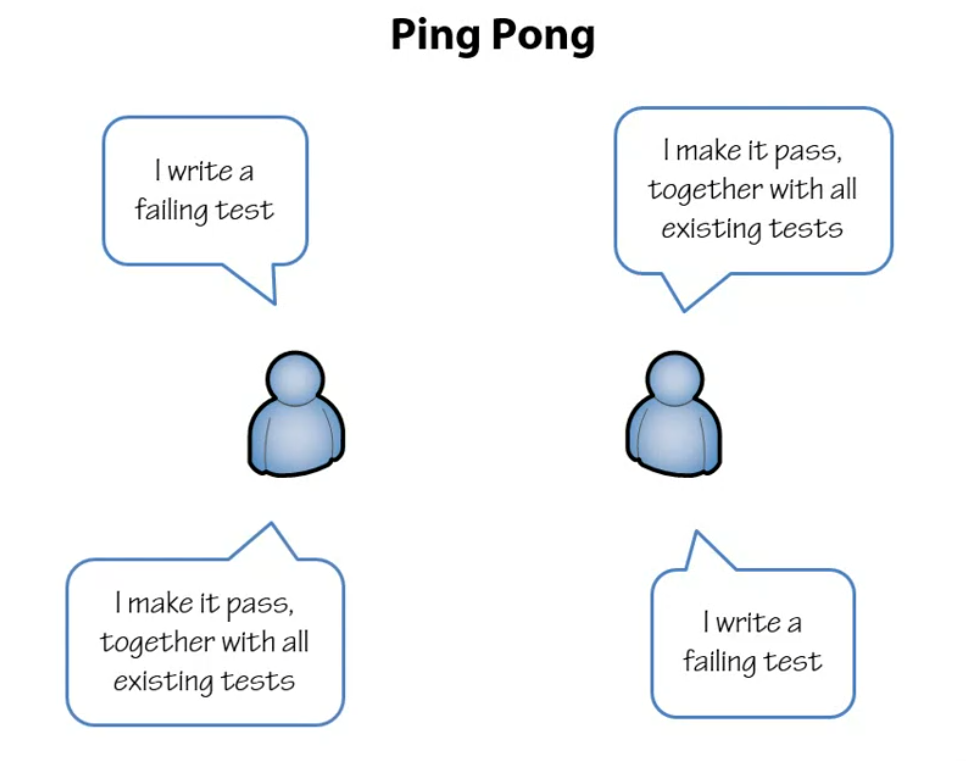 Ping Pong
I write a
failing test
I make it pass,
together with all
existing tests
I make it pass,
together with all
existing tests
I write a
failing test